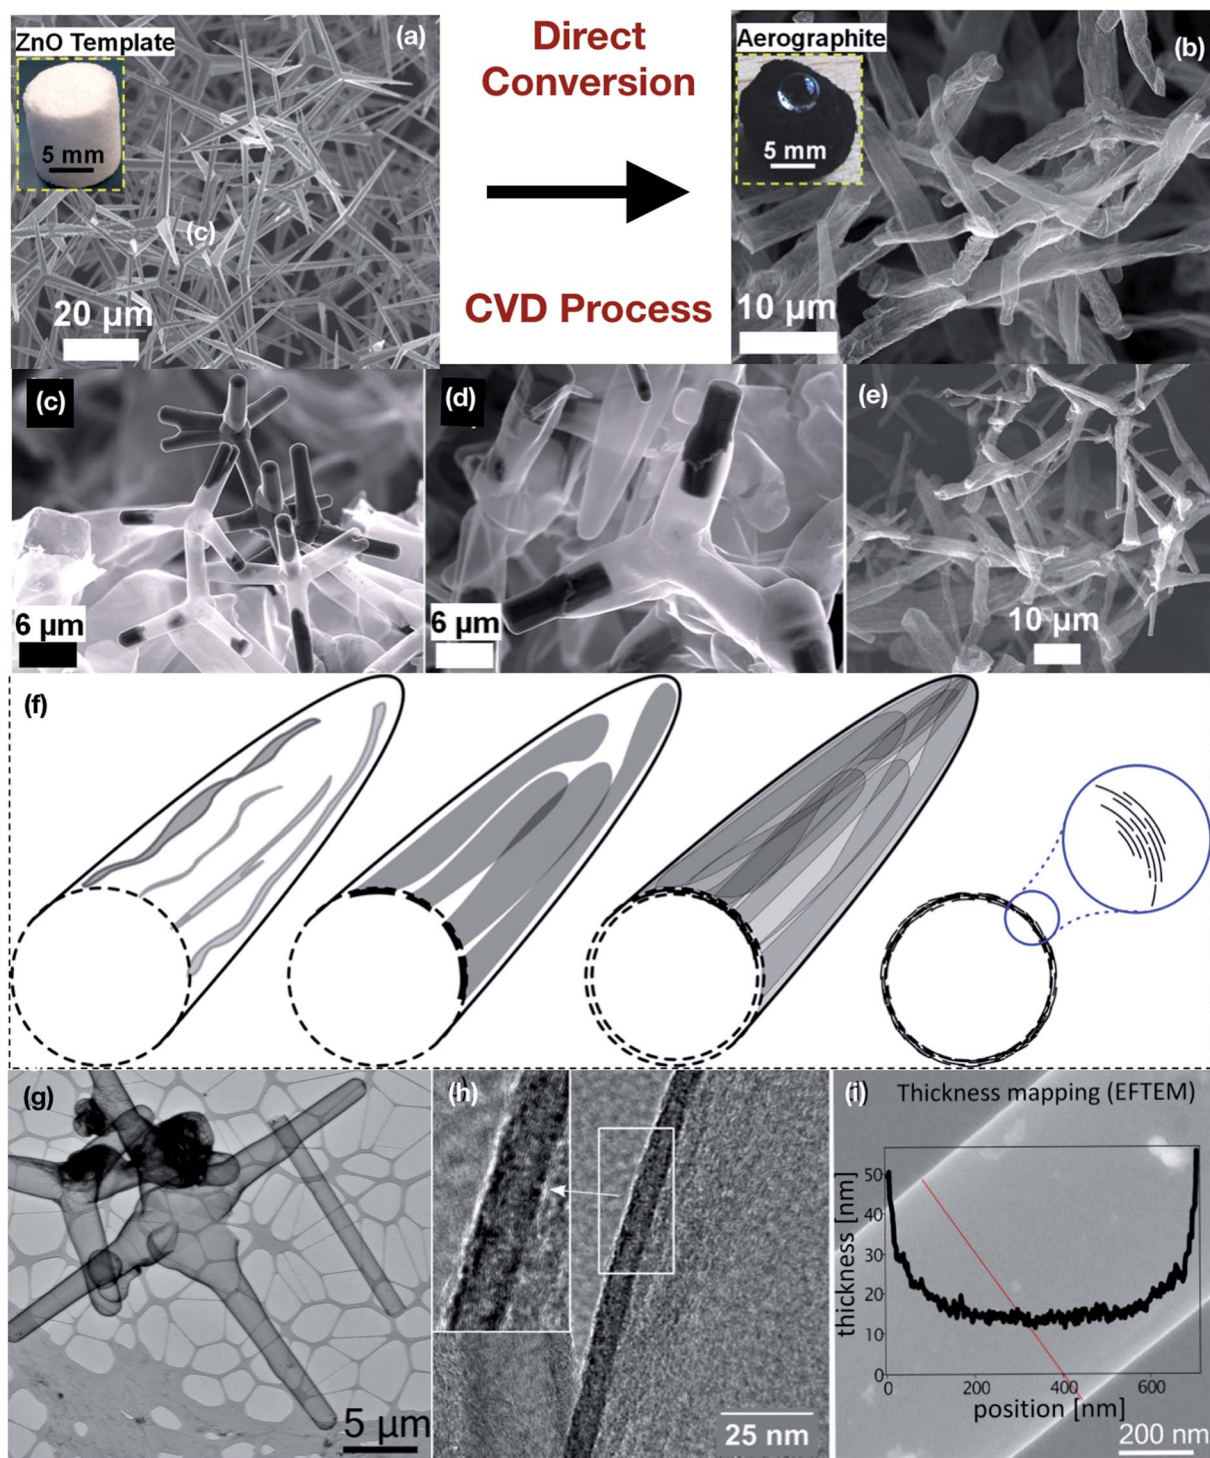 ZnO Template
(a)
5 mm
(c)
20 µm
Direct
Conversion
CVD Process
Aerographite
(b)
5 mm
10 µm
(c)
6 µm
(d)
6 µm
(e)
10 µm
(f)
(g)
5 µm
(h)
25 nm
(i) Thickness mapping (EFTEM)
thickness [nm]
50
40
30
20
10
0
0 200 400 600
position [nm]
200 nm